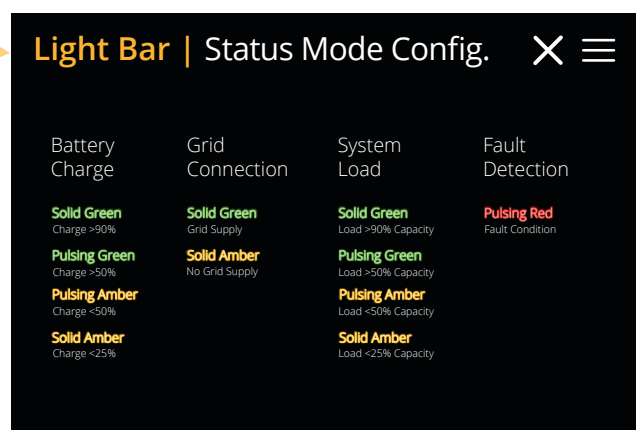 Light Bar | Status Mode Config.
Battery
Charge
Solid Green
Charge >90%
Pulsing Green
Charge >50%
Pulsing Amber
Charge <50%
Solid Amber
Charge <25%
Grid
Connection
Solid Green
Grid Supply
Solid Amber
No Grid Supply
System
Load
Solid Green
Load >90% Capacity
Pulsing Green
Load >50% Capacity
Pulsing Amber
Load <50% Capacity
Solid Amber
Load <25% Capacity
Fault
Detection
Pulsing Red
Fault Condition